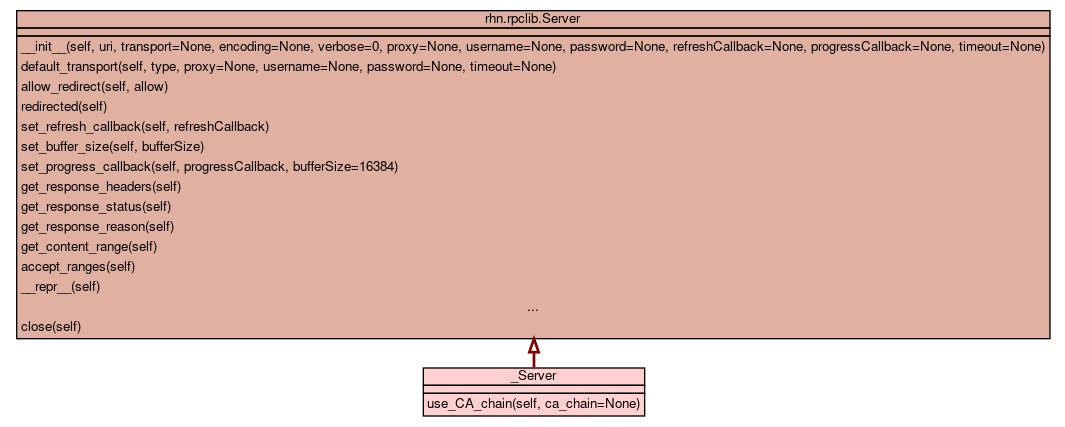 rhn.rpclib.Server
__init__(self, uri, transport=None, encoding=None, verbose=0, proxy=None, username=None, password=None, refreshCallback=None, progressCallback=None, timeout=None)
default_transport(self, type, proxy=None, username=None, password=None, timeout=None)
allow_redirect(self, allow)
redirected(self)
set_refresh_callback(self, refreshCallback)
set_buffer_size(self, bufferSize)
set_progress_callback(self, progressCallback, bufferSize=16384)
get_response_headers(self)
get_response_status(self)
get_response_reason(self)
get_content_range(self)
accept_ranges(self)
__repr__(self)
...
close(self)
_Server
use_CA_chain(self, ca_chain=None)